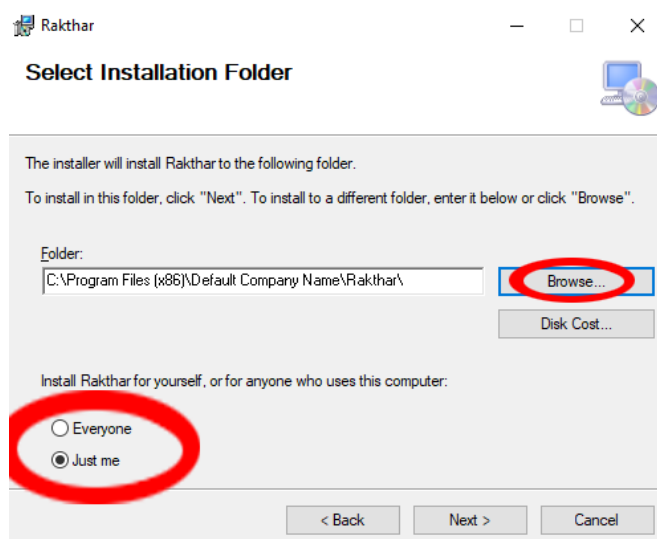 Rakthar
Select Installation Folder
The installer will install Rakthar to the following folder.
To install in this folder, click "Next". To install to a different folder, enter it below or click "Browse".
Folder:
C:\Program Files (x86)\Default Company Name\Rakthar\
Browse...
Disk Cost...
Install Rakthar for yourself, or for anyone who uses this computer:
Everyone
Just me
< Back
Next >
Cancel